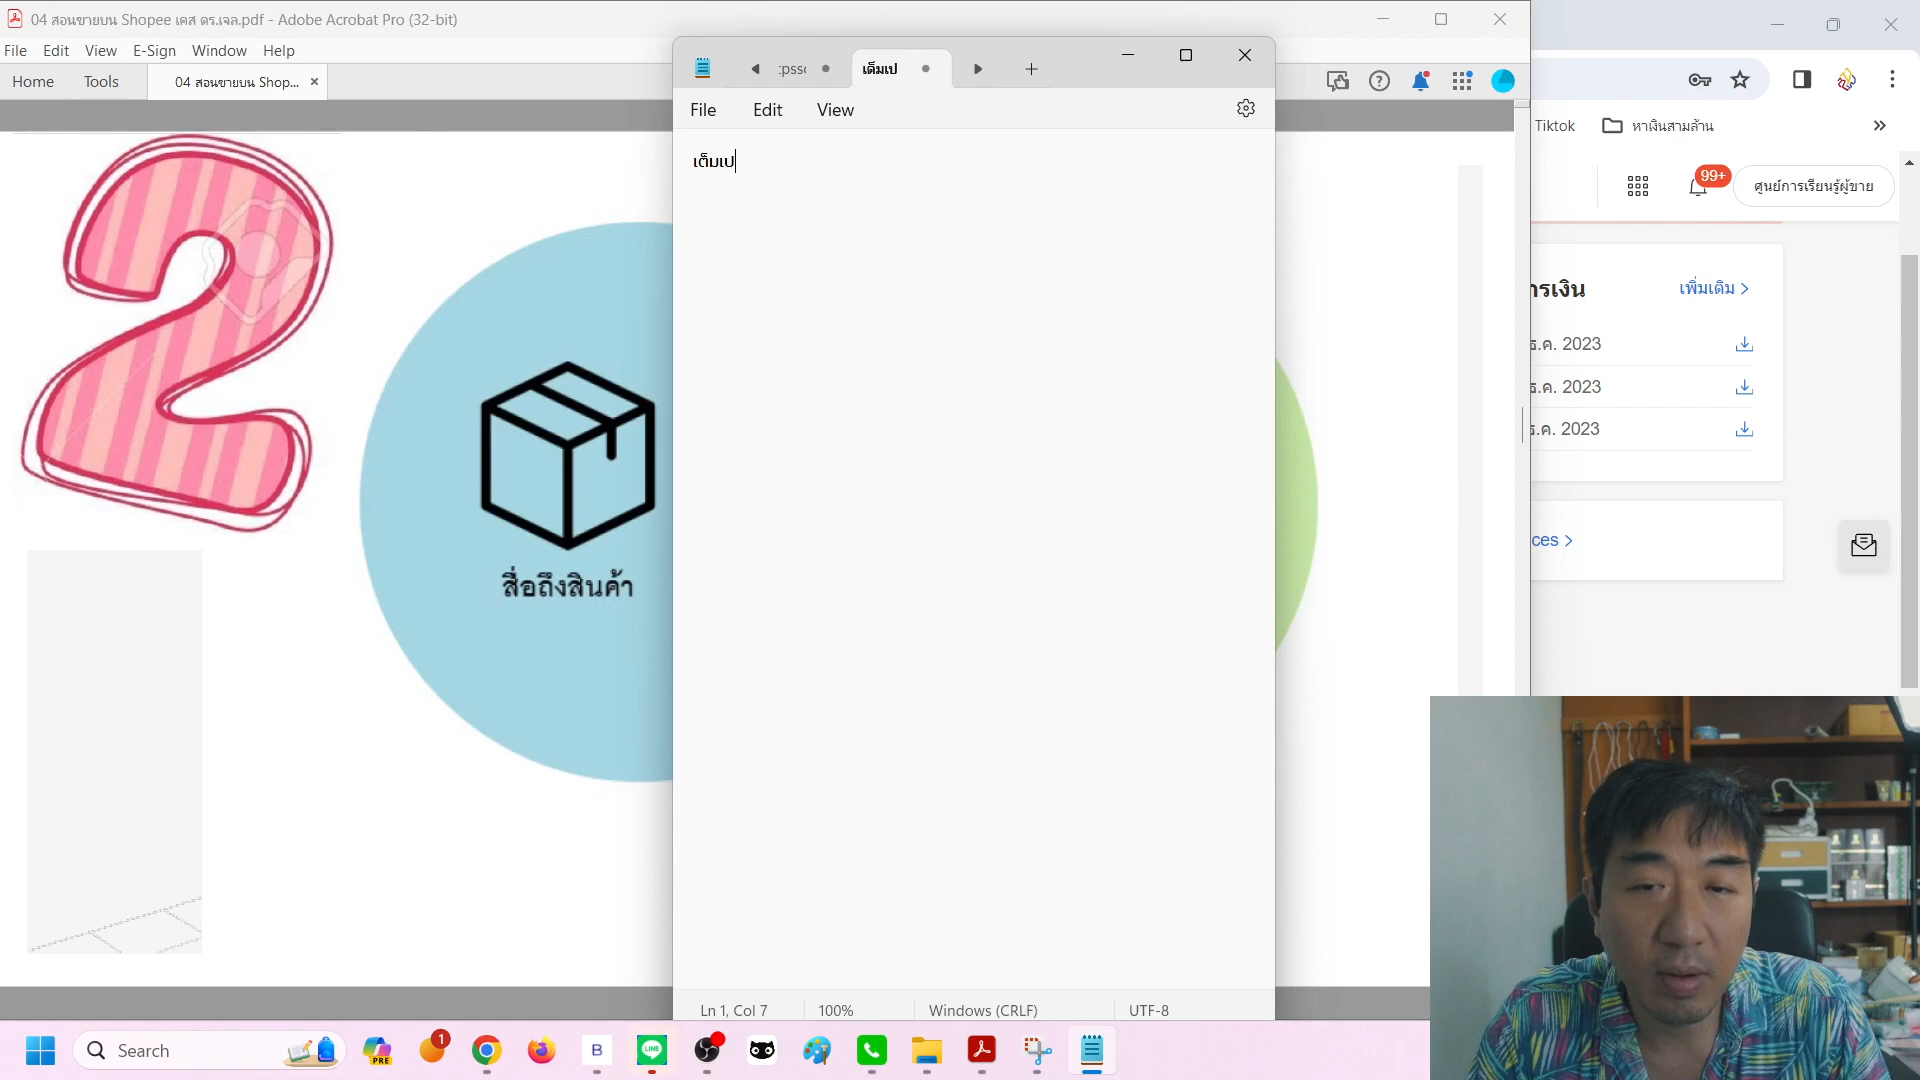 04 สอนขายบน Shopee เคส ดร.เจล.pdf - Adobe Acrobat Pro (32-bit)
File Edit View E-Sign Window Help
Home Tools 04 สอนขายบน Shop...
เต็มเป
File Edit View
เต็มเป
สื่อถึงสินค้า
Ln 1, Col 7 100% Windows (CRLF) UTF-8
Tiktok หาเงินสามล้าน
99+
ศูนย์การเรียนรู้ผู้ขาย
ารเงิน เพิ่มเติม
ธ.ค. 2023
ธ.ค. 2023
ธ.ค. 2023
ces
2
Search
PRE
1
B
LINE